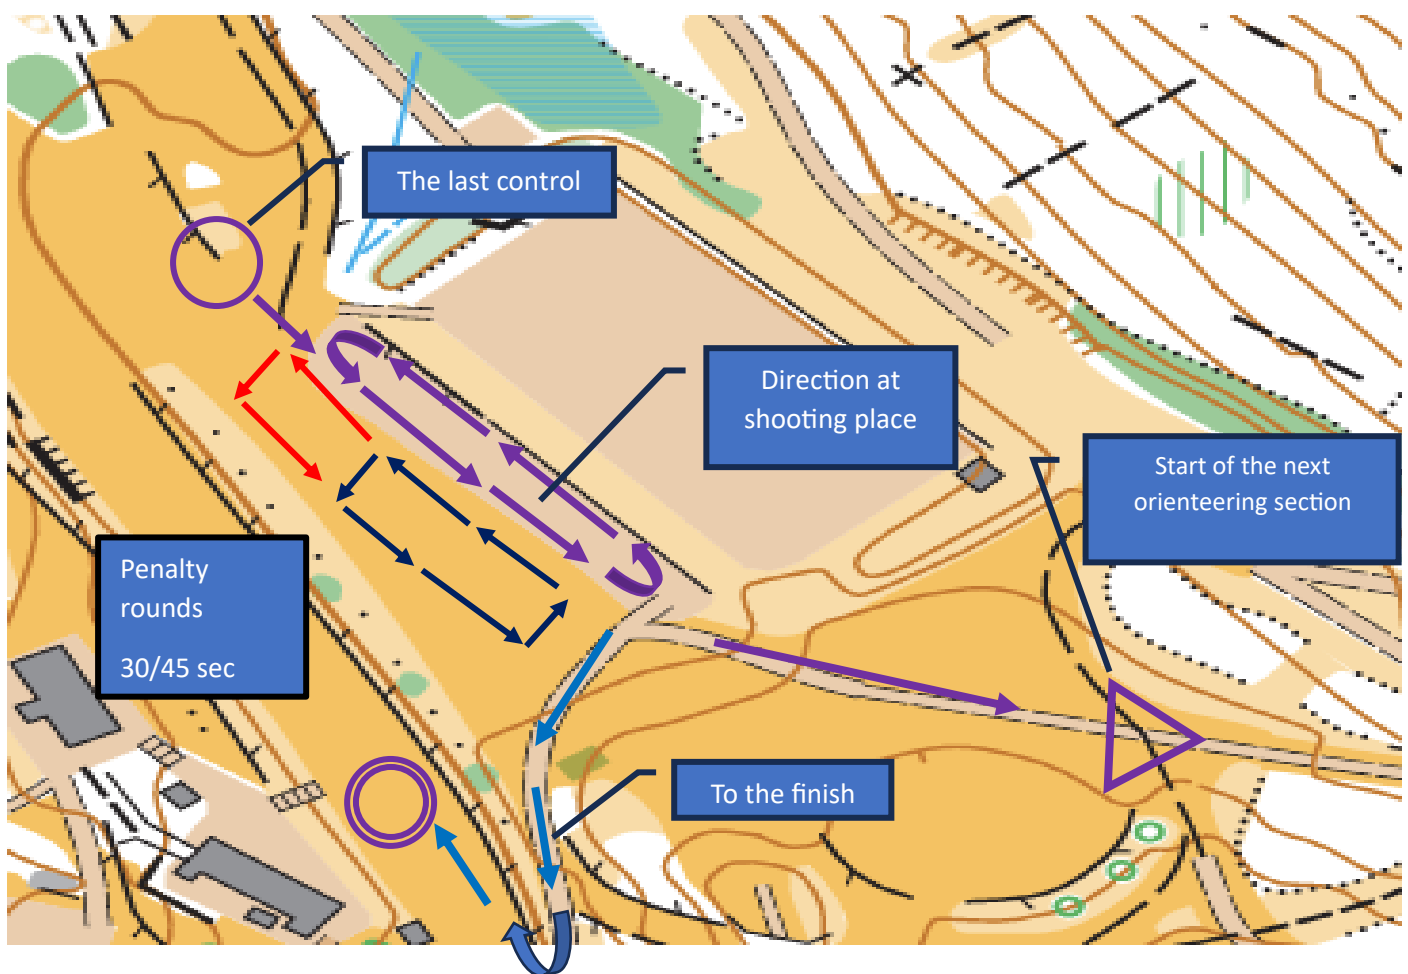 The last control
Direction at
shooting place
Start of the next
orienteering section
Penalty
rounds
30/45 sec
To the finish